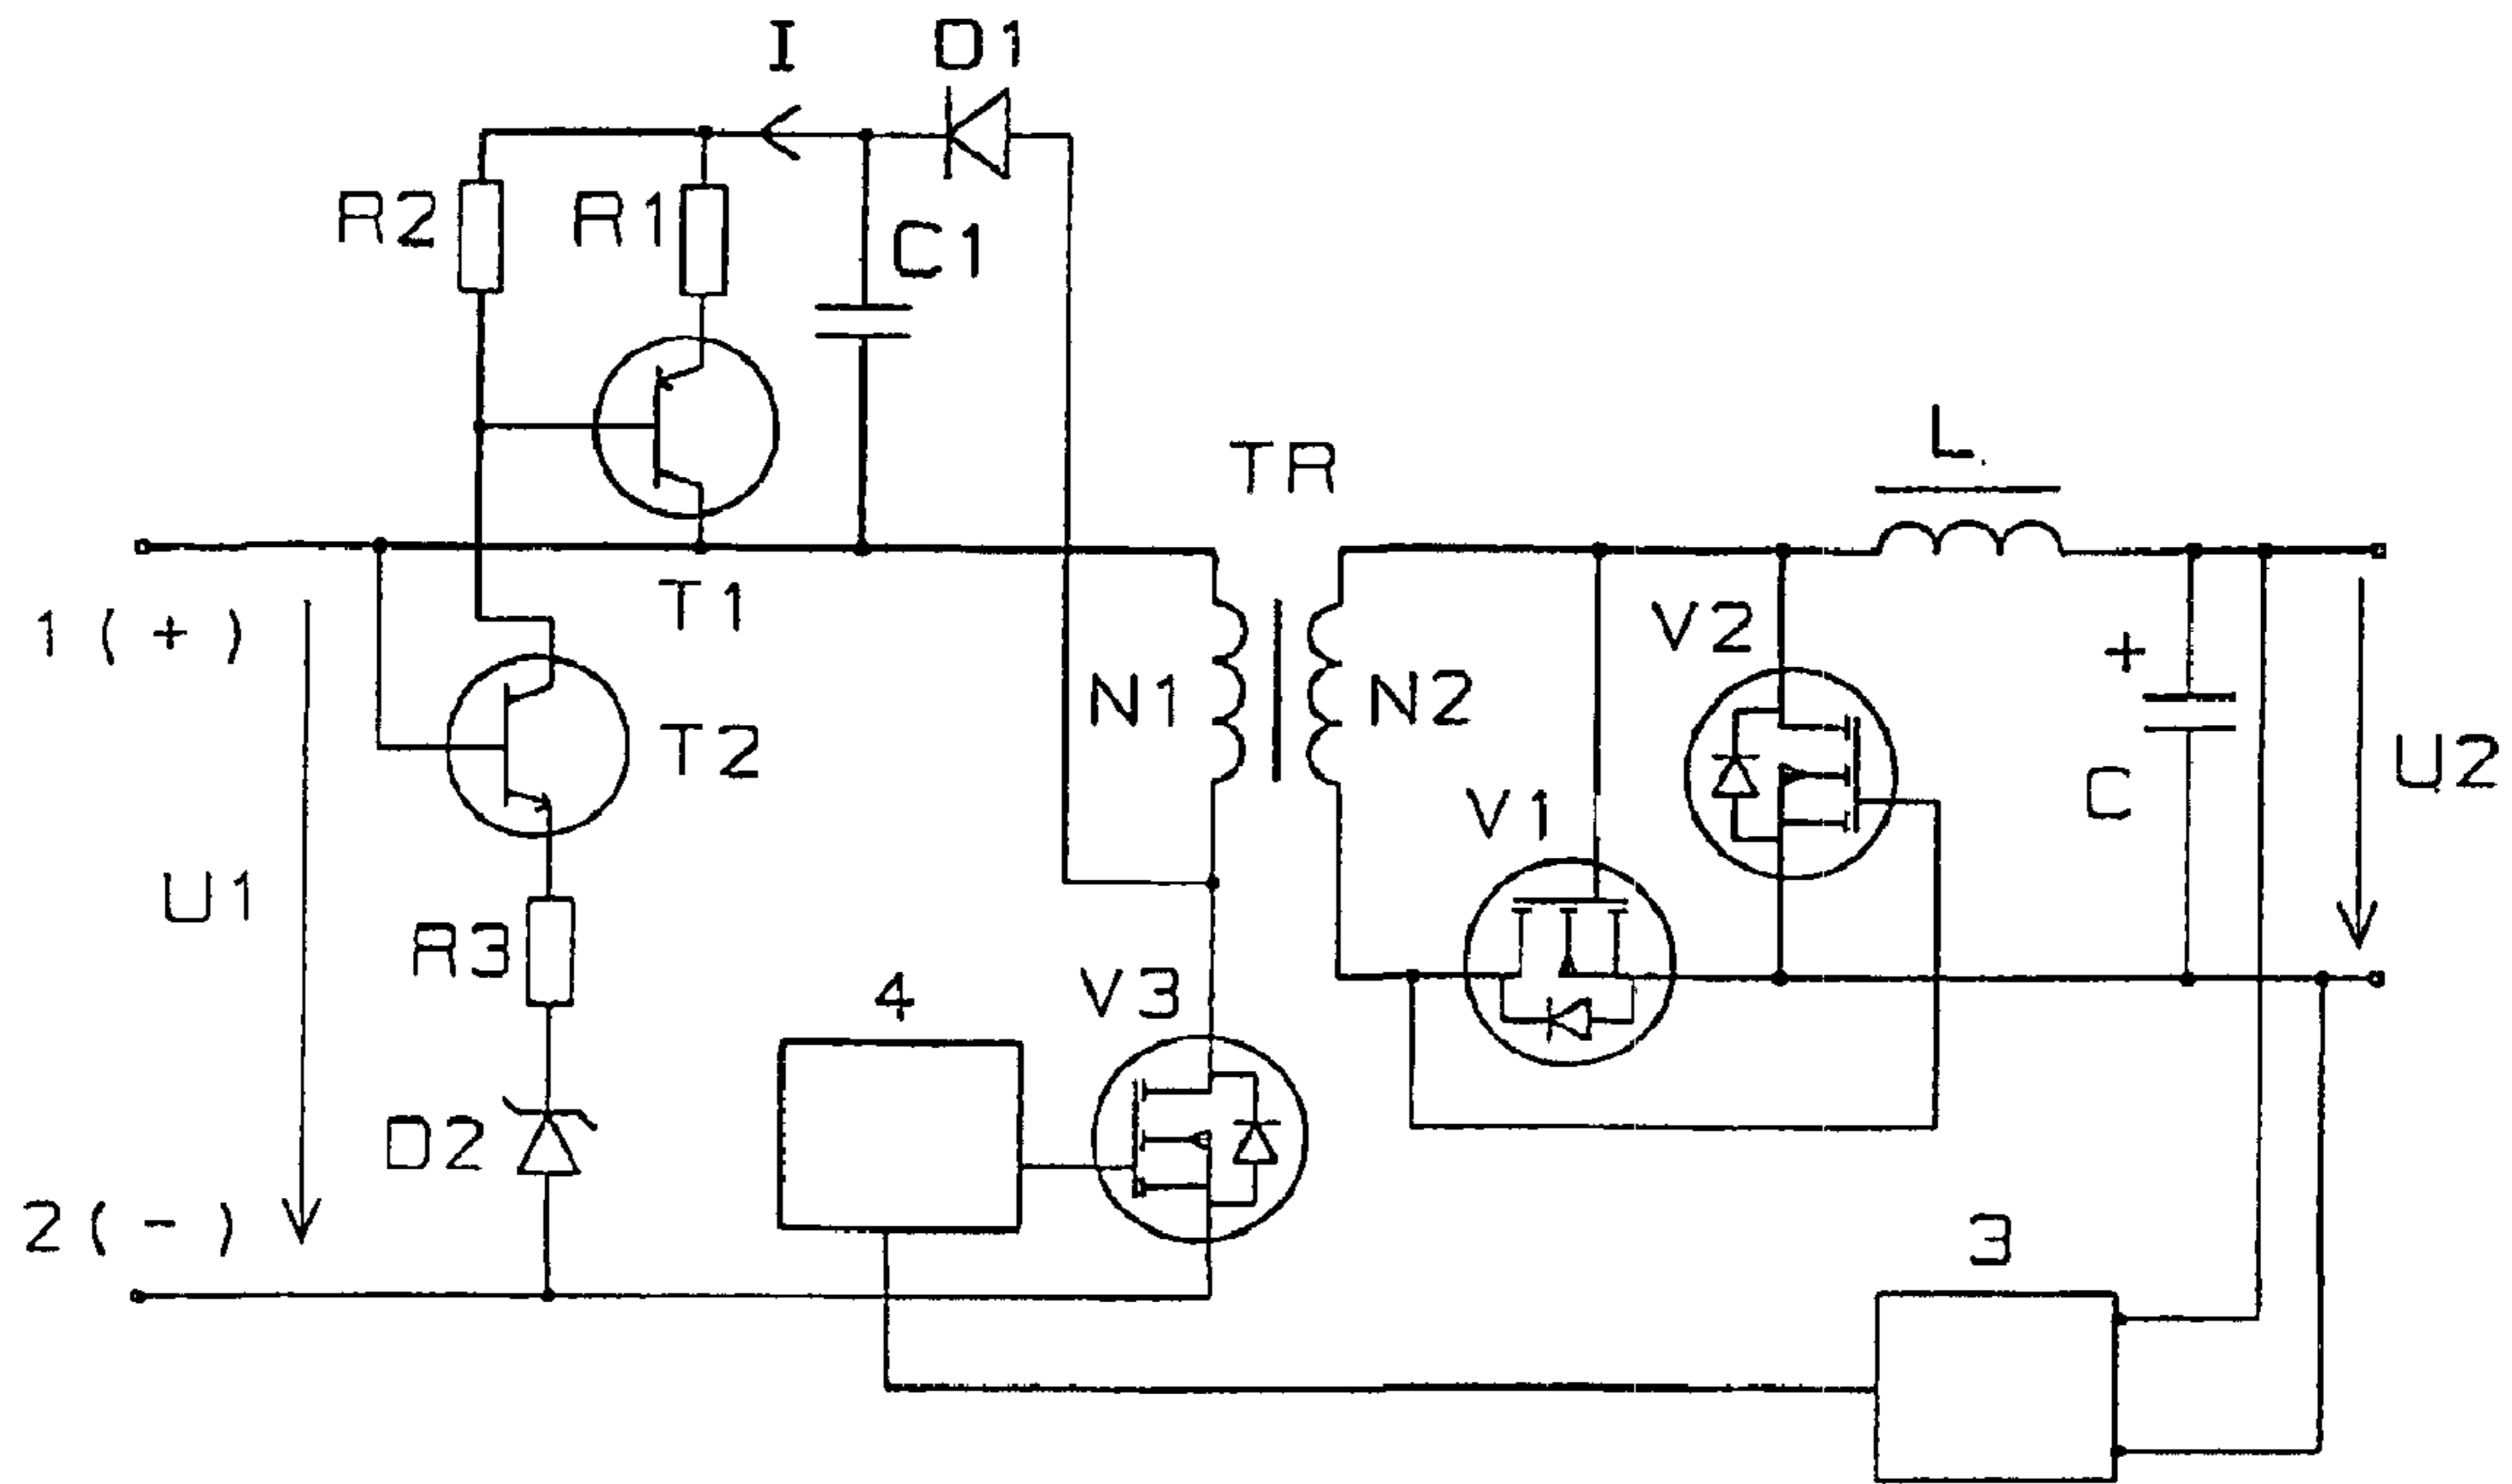 I D1
R2 R1 C1
TR L
1 ( + ) T1 V2
N1 N2 +
T2 U2
V1 C
U1
R3 4 V3
D2
2 ( - ) 3